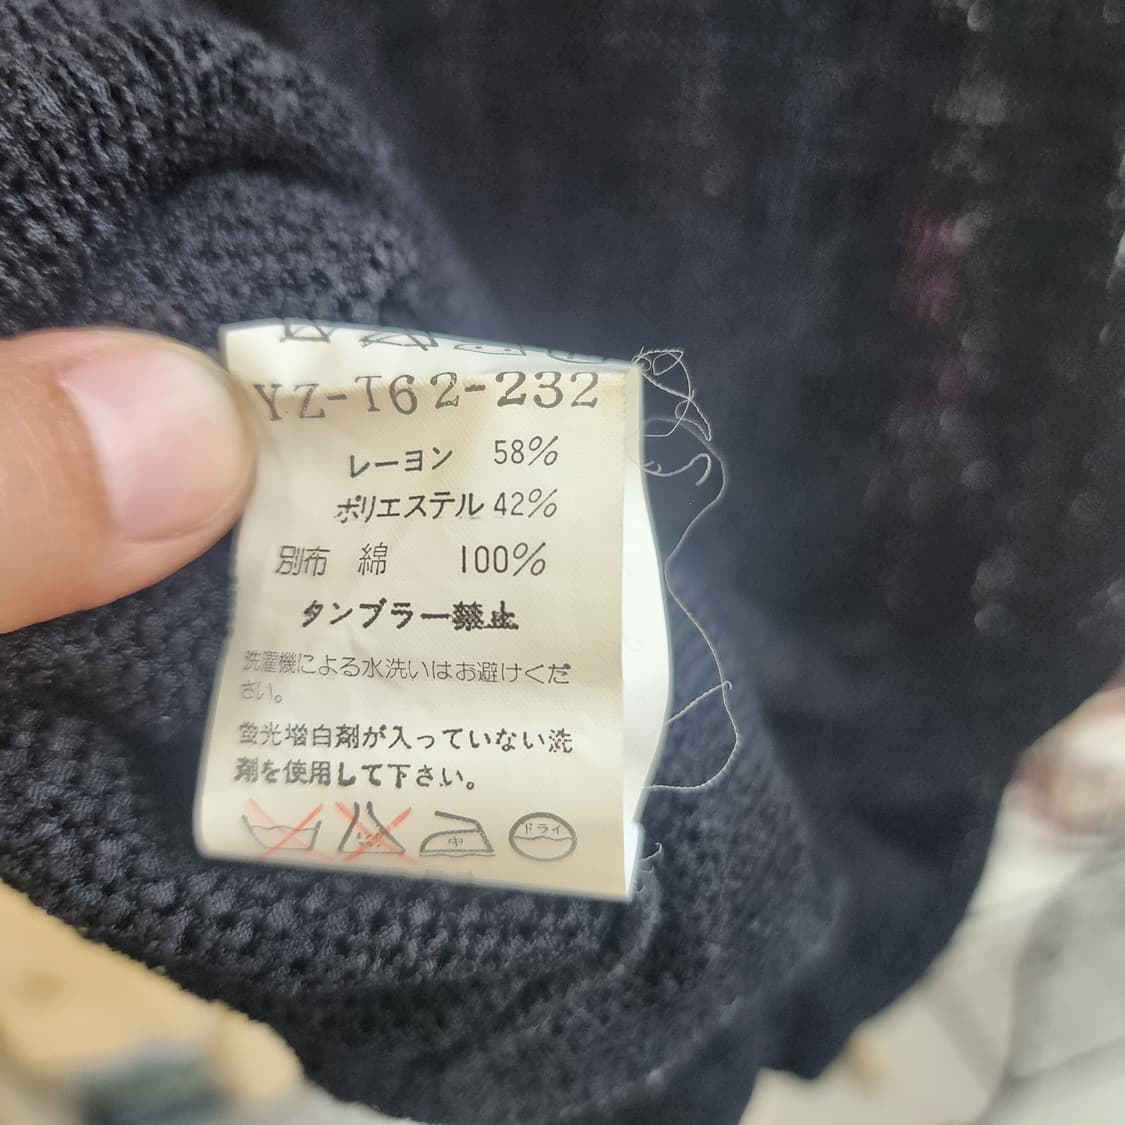 YZ-T62-232
レーヨン 58%
ポリエステル 42%
別布 綿 100%
タンブラー禁止
洗濯機による水洗いはお避けくだ
さい。
蛍光増白剤が入っていない洗
剤を使用して下さい。
中 ドライ